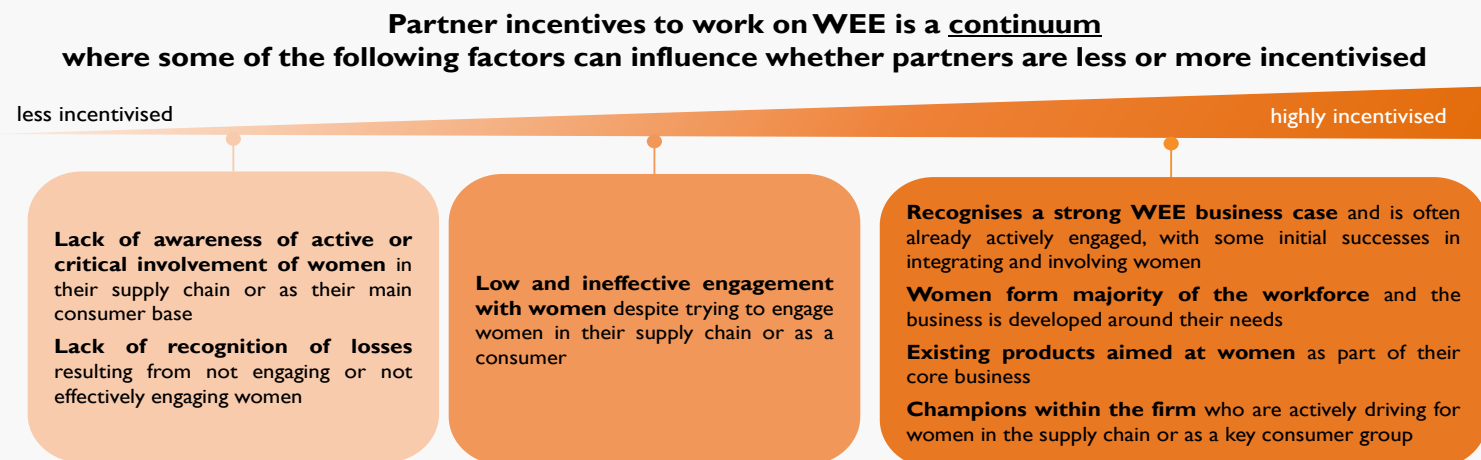 Partner incentives to work on WEE is a continuum
where some of the following factors can influence whether partners are less or more incentivised
less incentivised
highly incentivised
Lack of awareness of active or
critical involvement of women in
their supply chain or as their main
consumer base
Lack of recognition of losses
resulting from not engaging or not
effectively engaging women
Low and ineffective engagement
with women despite trying to engage
women in their supply chain or as a
consumer
Recognises a strong WEE business case and is often
already actively engaged, with some initial successes in
integrating and involving women
Women form majority of the workforce and the
business is developed around their needs
Existing products aimed at women as part of their
core business
Champions within the firm who are actively driving for
women in the supply chain or as a key consumer group